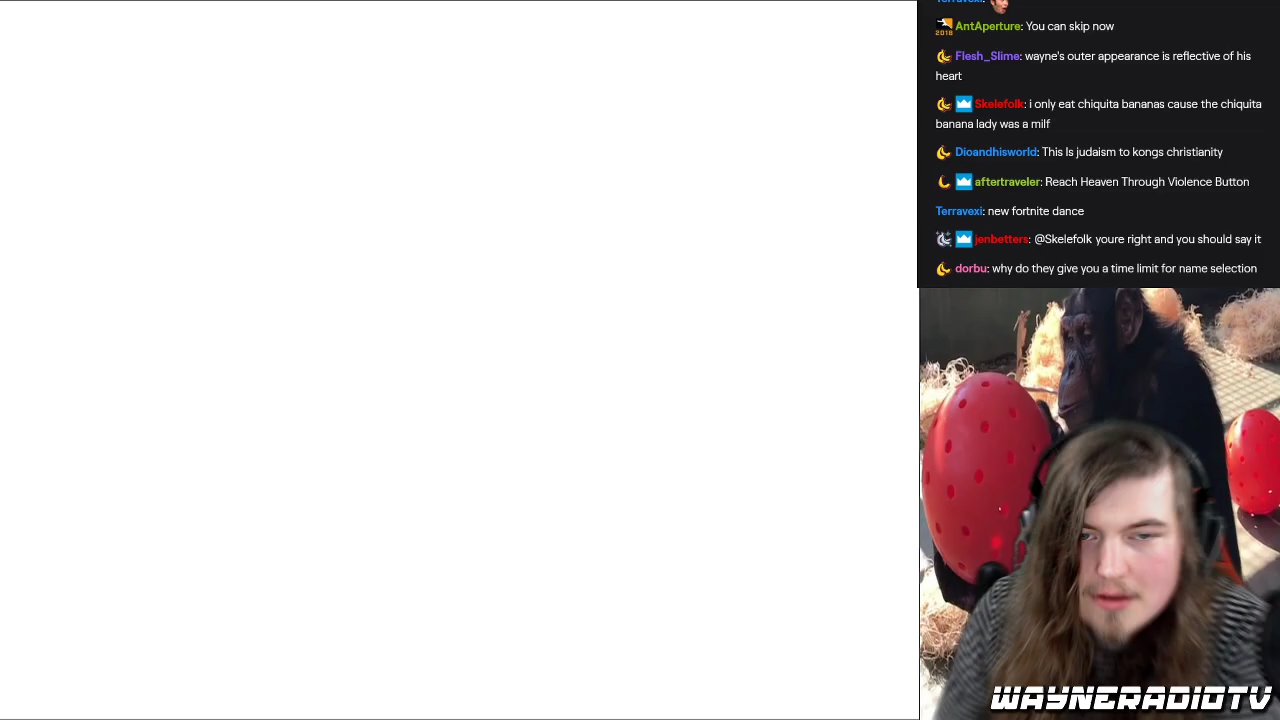 Terravexi:
2018 AntAperture: You can skip now
Flesh_Slime: wayne's outer appearance is reflective of his
heart
Skelefolk: i only eat chiquita bananas cause the chiquita
banana lady was a milf
Dioandhisworld: This Is judaism to kongs christianity
aftertraveler: Reach Heaven Through Violence Button
Terravexi: new fortnite dance
jenbetters: @Skelefolk youre right and you should say it
dorbu: why do they give you a time limit for name selection
WAYNERADIOTV